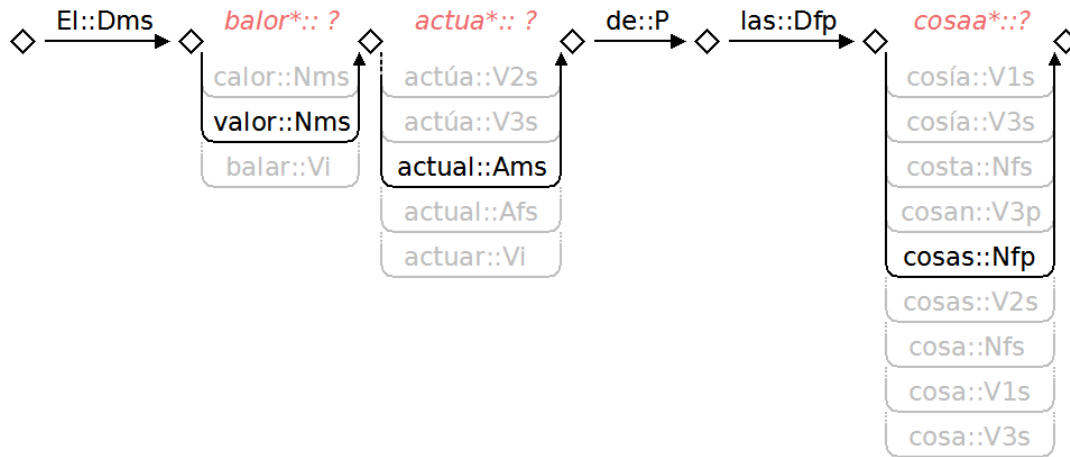 El::Dms balor*:: ? actua*:: ? de::P las::Dfp cosaa*::?
calor::Nms actúa::V2s cosía::V1s
valor::Nms actúa::V3s cosía::V3s
balar::Vi actual::Ams costa::Nfs
actual::Afs cosan::V3p
actuar::Vi cosas::Nfp
cosas::V2s
cosa::Nfs
cosa::V1s
cosa::V3s